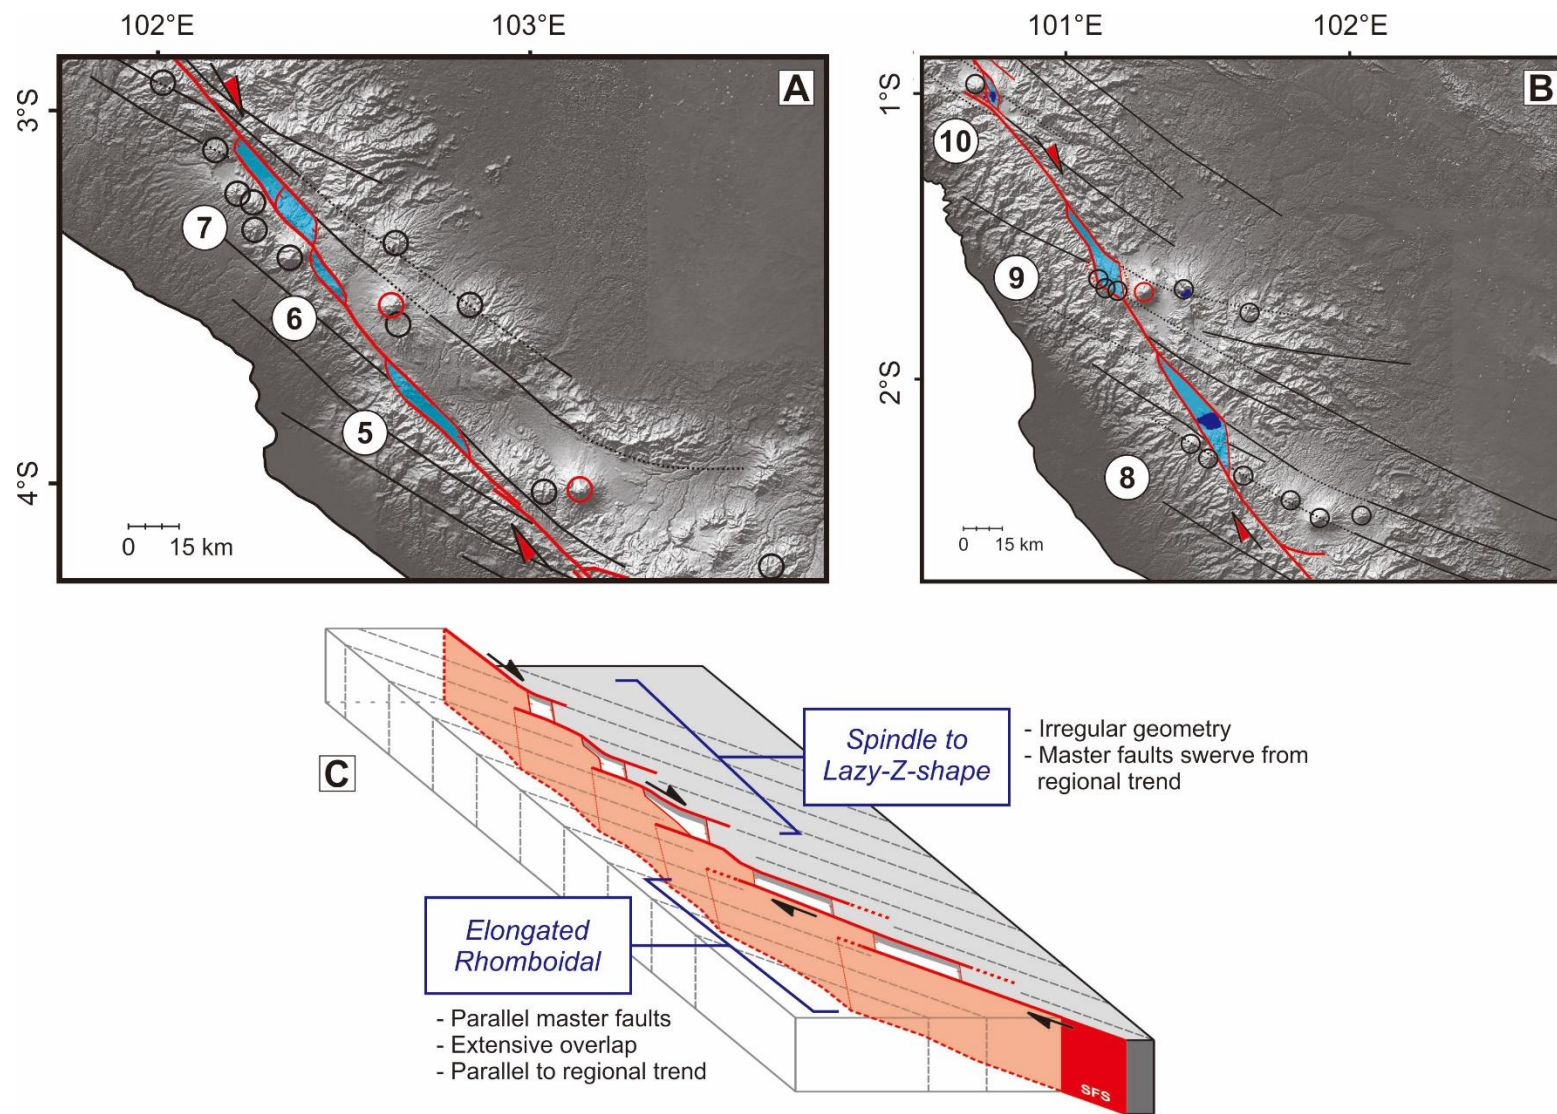 102°E
103°E
101°E
102°E
3°S
4°S
A
7
6
5
0 15 km
1°S
2°S
B
10
9
8
0 15 km
C
Spindle to
Lazy-Z-shape
- Irregular geometry
- Master faults swerve from
regional trend
Elongated
Rhomboidal
- Parallel master faults
- Extensive overlap
- Parallel to regional trend
SFS